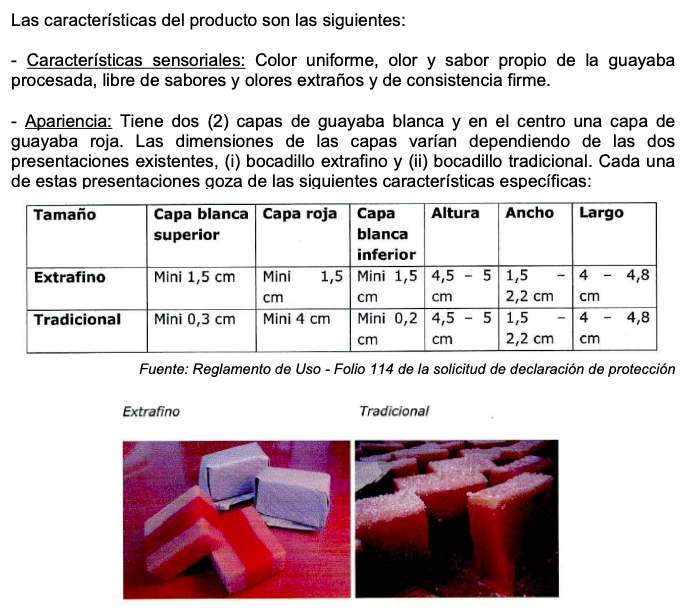 Las características del producto son las siguientes:
- Características sensoriales: Color uniforme, olor y sabor propio de la guayaba
procesada, libre de sabores y olores extraños y de consistencia firme.
- Apariencia: Tiene dos (2) capas de guayaba blanca y en el centro una capa de
guayaba roja. Las dimensiones de las capas varían dependiendo de las dos
presentaciones existentes, (i) bocadillo extrafino y (ii) bocadillo tradicional. Cada una
de estas presentaciones goza de las siguientes características específicas:
Tamaño Capa blanca superior Capa roja Capa blanca inferior Altura Ancho Largo
Extrafino Mini 1,5 cm Mini 1,5 cm Mini 1,5 cm 4,5 – 5 cm 1,5 – 2,2 cm 4 – 4,8 cm
Tradicional Mini 0,3 cm Mini 4 cm Mini 0,2 cm 4,5 – 5 cm 1,5 – 2,2 cm 4 – 4,8 cm
Fuente: Reglamento de Uso - Folio 114 de la solicitud de declaración de protección
Extrafino Tradicional